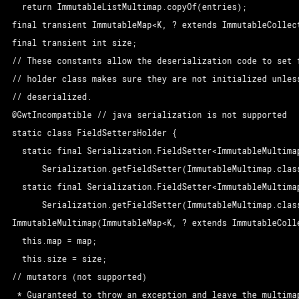 return ImmutableListMultimap.copyOf(entries);
final transient ImmutableMap<K, ? extends ImmutableCollect
final transient int size;
// These constants allow the deserialization code to set
// holder class makes sure they are not initialized unles
// deserialized.
@GwtIncompatible // java serialization is not supported
static class FieldSettersHolder {
static final Serialization.FieldSetter<ImmutableMultimap
Serialization.getFieldSetter(ImmutableMultimap.class
static final Serialization.FieldSetter<ImmutableMultimap
Serialization.getFieldSetter(ImmutableMultimap.class
ImmutableMultimap(ImmutableMap<K, ? extends ImmutableColle
this.map = map;
this.size = size;
// mutators (not supported)
* Guaranteed to throw an exception and leave the multimap